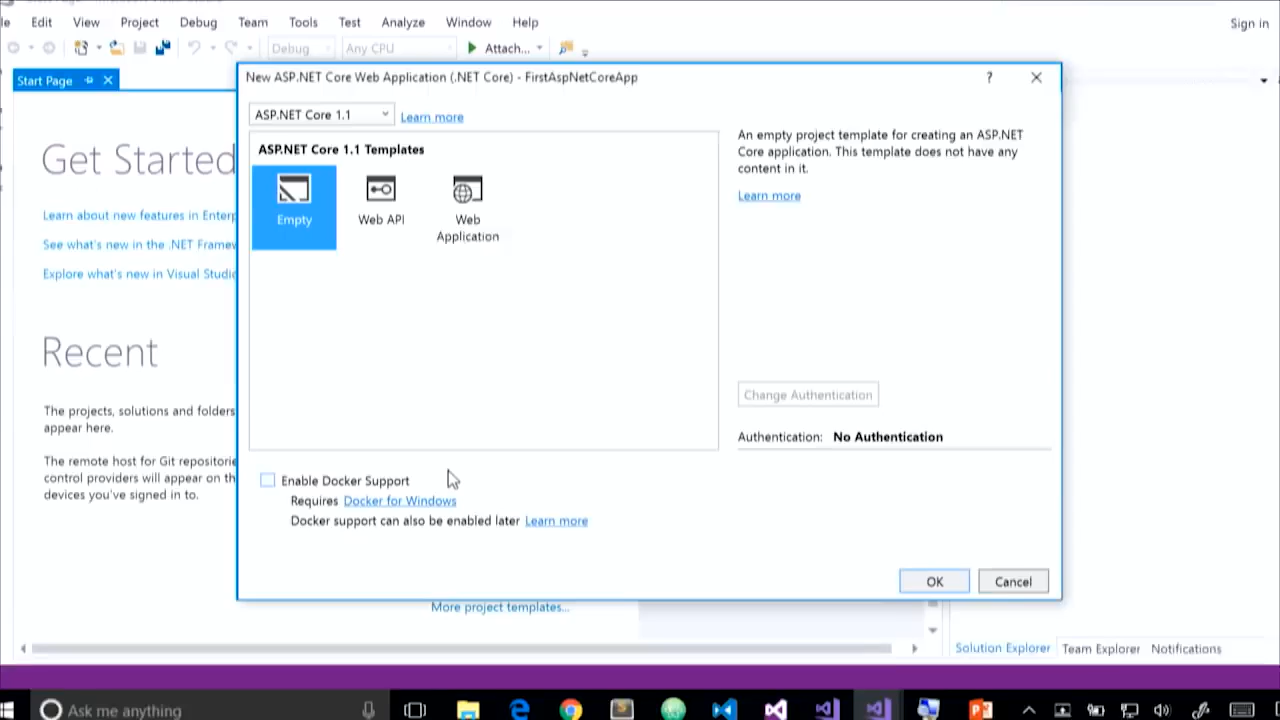 le Edit View Project Debug Team Tools Test Analyze Window Help
Sign in
Debug Any CPU Attach...
Start Page
New ASP.NET Core Web Application (.NET Core) - FirstAspNetCoreApp
?
ASP.NET Core 1.1 Learn more
ASP.NET Core 1.1 Templates
Empty
Web API
Web
Application
An empty project template for creating an ASP.NET
Core application. This template does not have any
content in it.
Learn more
Change Authentication
Authentication: No Authentication
Enable Docker Support
Requires Docker for Windows
Docker support can also be enabled later Learn more
OK Cancel
Get Started
Learn about new features in Enterp
See what's new in the .NET Framew
Explore what's new in Visual Studio
Recent
The projects, solutions and folders
appear here.
The remote host for Git repositorie
control providers will appear on th
devices you've signed in to.
More project templates...
Solution Explorer Team Explorer Notifications
Ask me anything